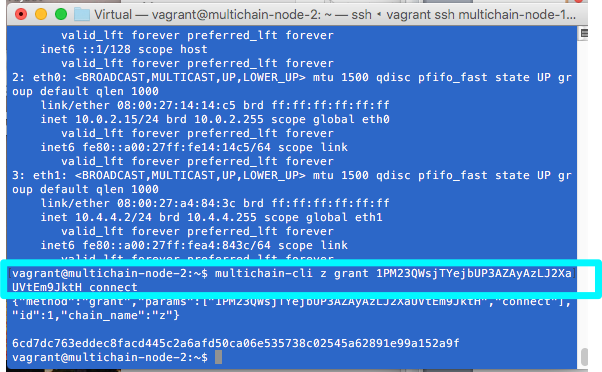 Virtual — vagrant@multichain-node-2: ~ — ssh ◂ vagrant ssh multichain-node-1...
valid_lft forever preferred_lft forever
inet6 ::1/128 scope host
valid_lft forever preferred_lft forever
2: eth0: <BROADCAST,MULTICAST,UP,LOWER_UP> mtu 1500 qdisc pfifo_fast state UP gr
oup default qlen 1000
link/ether 08:00:27:14:14:c5 brd ff:ff:ff:ff:ff:ff
inet 10.0.2.15/24 brd 10.0.2.255 scope global eth0
valid_lft forever preferred_lft forever
inet6 fe80::a00:27ff:fe14:14c5/64 scope link
valid_lft forever preferred_lft forever
3: eth1: <BROADCAST,MULTICAST,UP,LOWER_UP> mtu 1500 qdisc pfifo_fast state UP gr
oup default qlen 1000
link/ether 08:00:27:a4:84:3c brd ff:ff:ff:ff:ff:ff
inet 10.4.4.2/24 brd 10.4.4.255 scope global eth1
valid_lft forever preferred_lft forever
inet6 fe80::a00:27ff:fea4:843c/64 scope link
valid_lft forever preferred_lft forever
vagrant@multichain-node-2:~$ multichain-cli z grant 1PM23QWsjTYejbUP3AZAyAzLJ2Xa
UVtEm9JktH connect
{"method":"grant","params":["1PM23QWsjTYejbUP3AZAyAzLJ2XaUVtEm9JktH","connect"],
"id":1,"chain_name":"z"}
6cd7dc763eddec8facd445c2a6afd50ca06e535738c02545a62891e99a152a9f
vagrant@multichain-node-2:~$